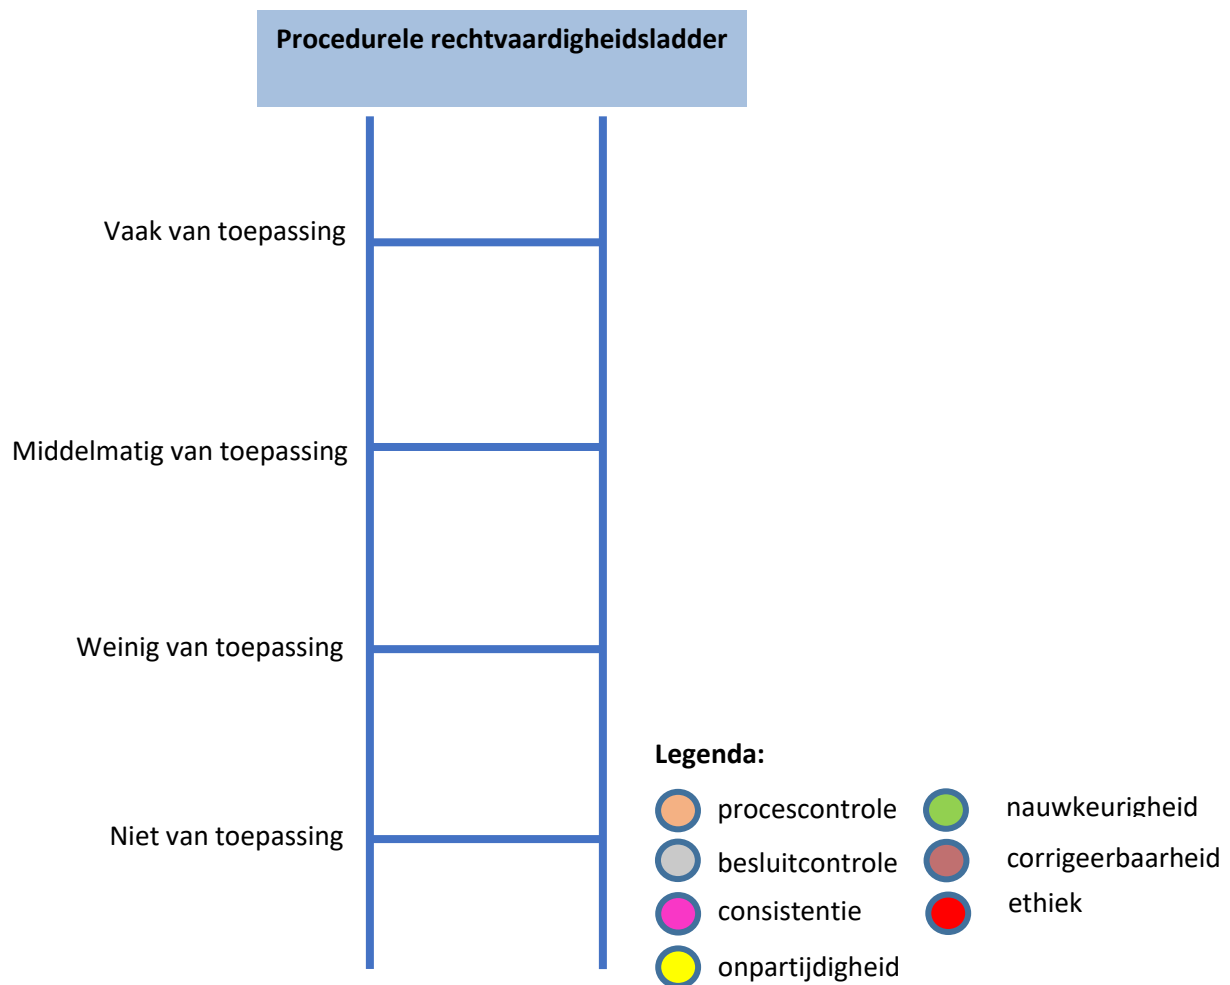 Procedurele rechtvaardigheidsladder
Vaak van toepassing
Middelmatig van toepassing
Weinig van toepassing
Niet van toepassing
Legenda:
procescontrole
nauwkeurigheid
besluitcontrole
corrigeerbaarheid
consistentie
ethiek
onpartijdigheid